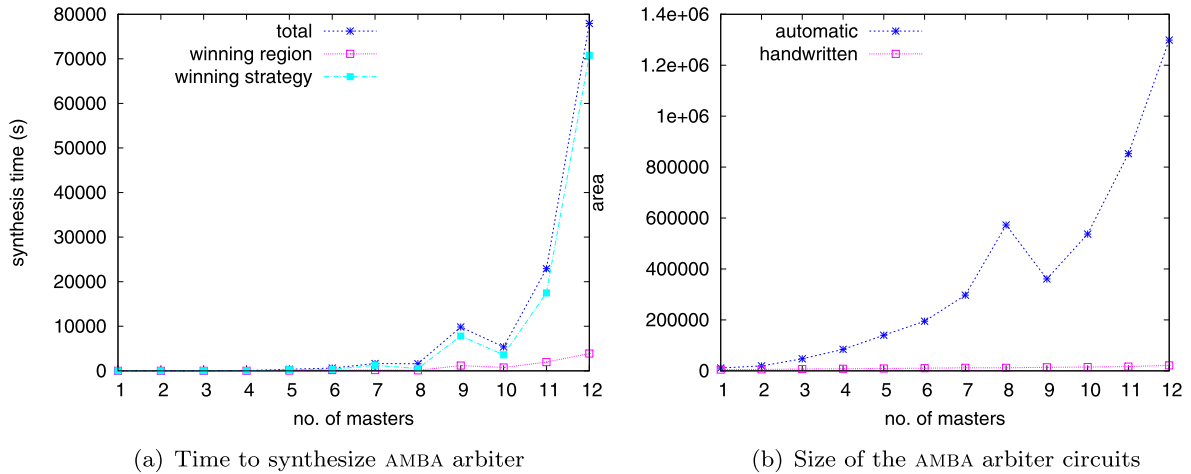 80000
70000
60000
50000
40000
30000
20000
10000
0
synthesis time (s)
total
winning region
winning strategy
1 2 3 4 5 6 7 8 9 10 11 12
no. of masters
(a) Time to synthesize AMBA arbiter
1.4e+06
1.2e+06
1e+06
800000
600000
400000
200000
0
area
automatic
handwritten
1 2 3 4 5 6 7 8 9 10 11 12
no. of masters
(b) Size of the AMBA arbiter circuits